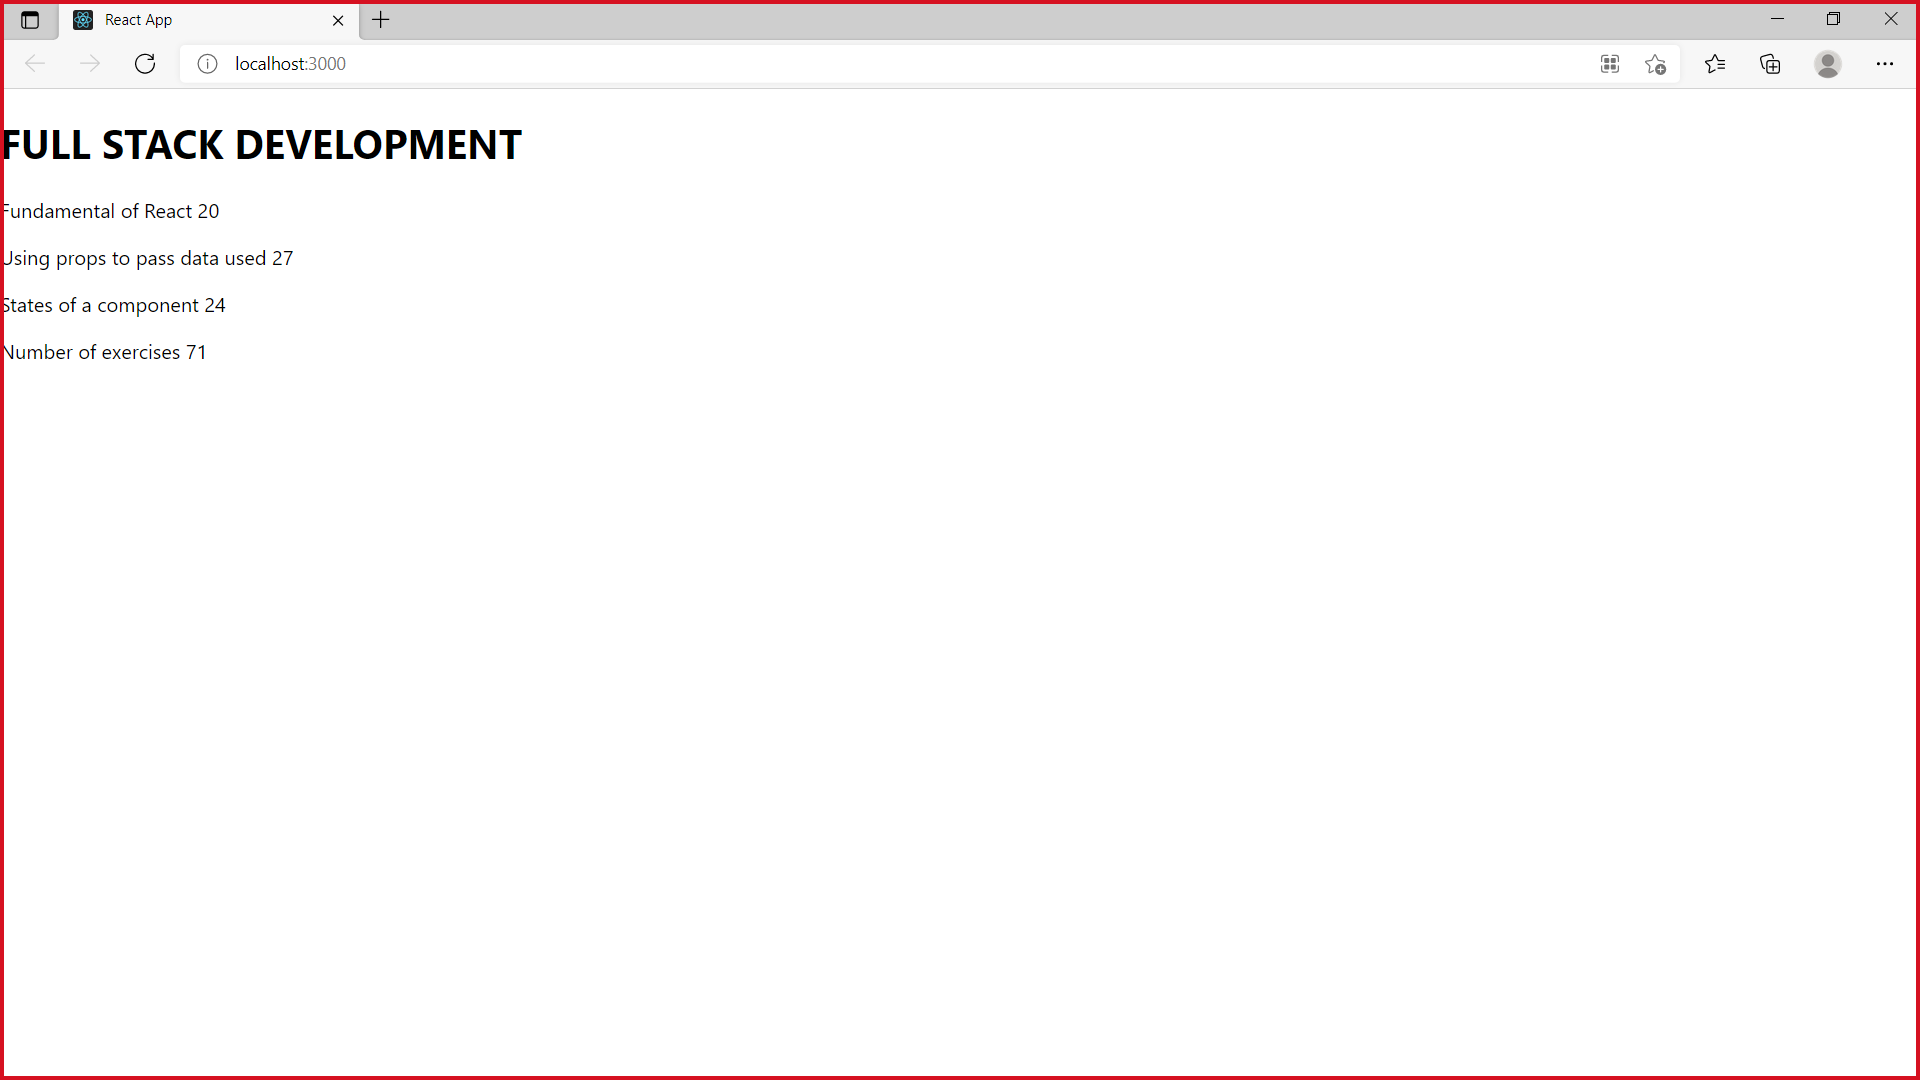 React App
localhost:3000
FULL STACK DEVELOPMENT
Fundamental of React 20
Using props to pass data used 27
States of a component 24
Number of exercises 71